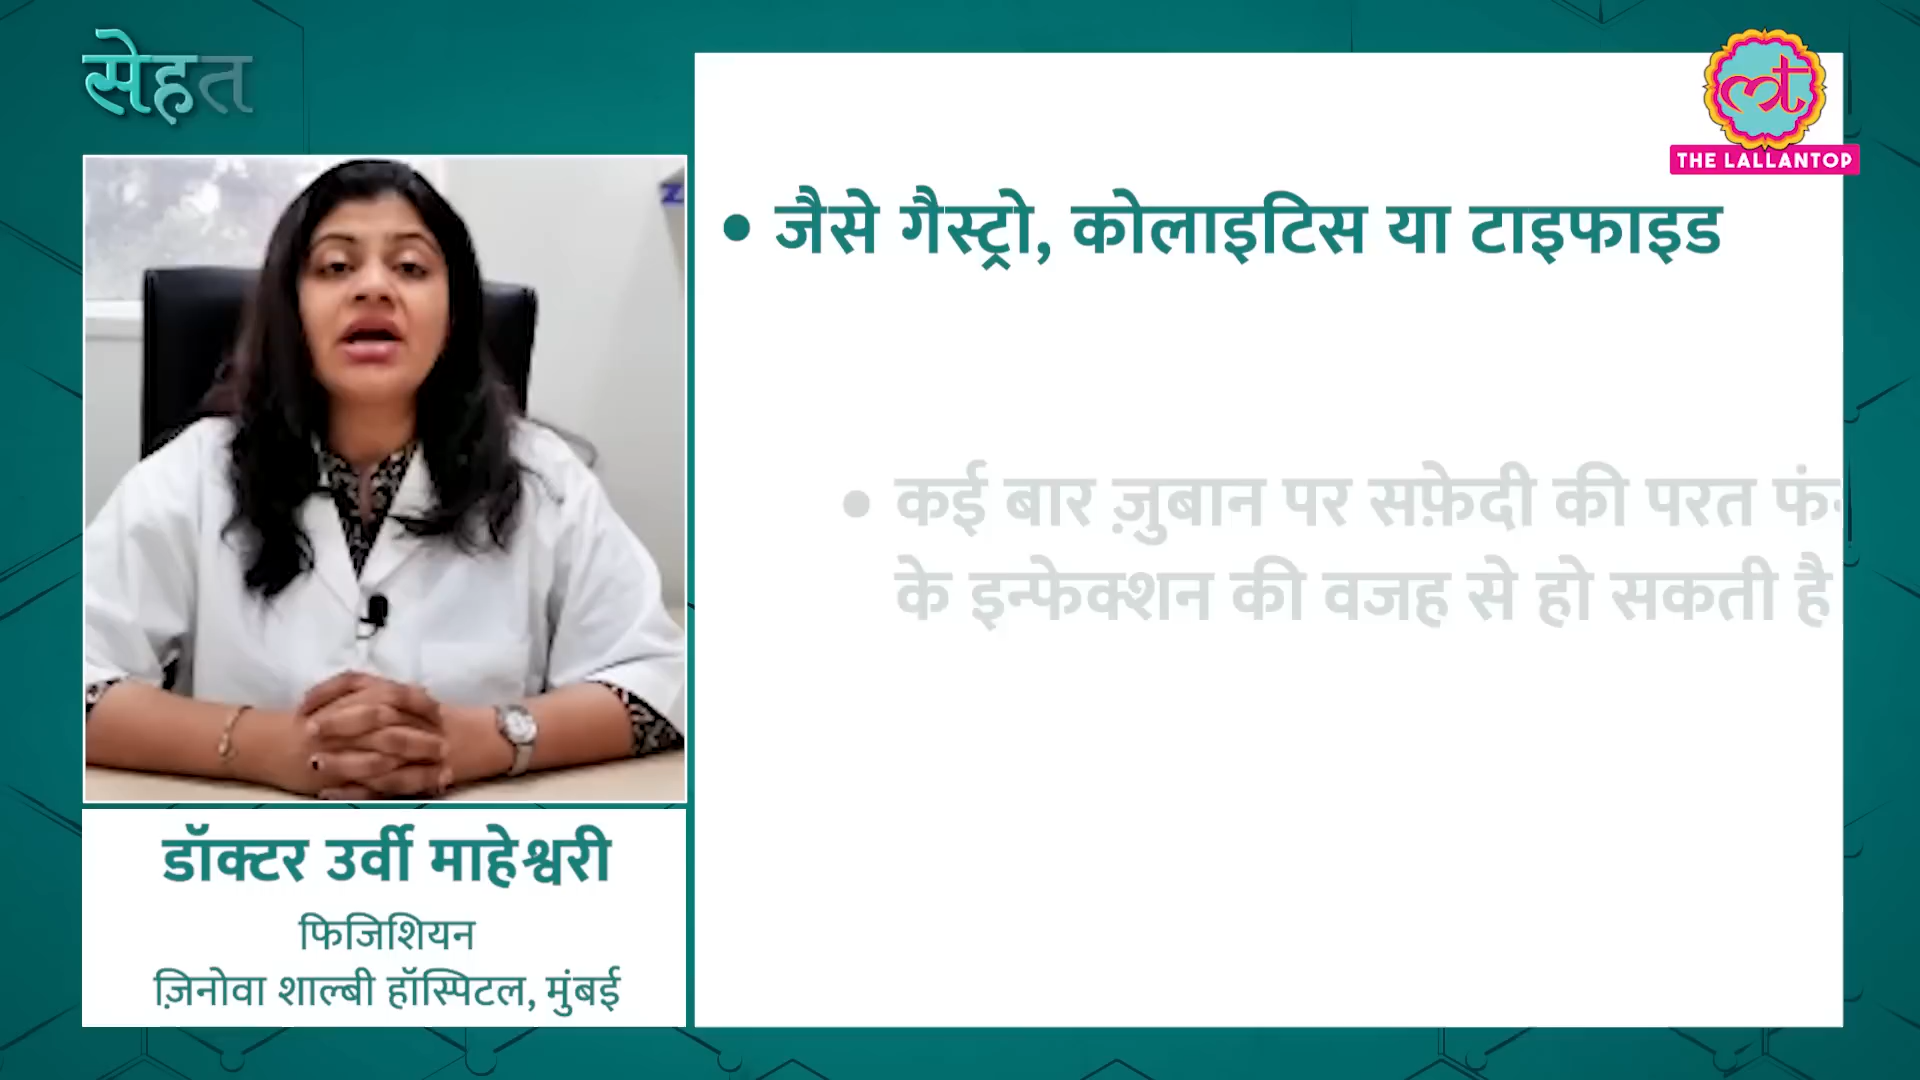 सेहत
THE LALLANTOP
• जैसे गैस्ट्रो, कोलाइटिस या टाइफाइड
• कई बार ज़ुबान पर सफ़ेदी की परत
के इन्फेक्शन की वजह से हो सकती है
डॉक्टर उर्वी माहेश्वरी
फिजिशियन
ज़िनोवा शाल्बी हॉस्पिटल, मुंबई